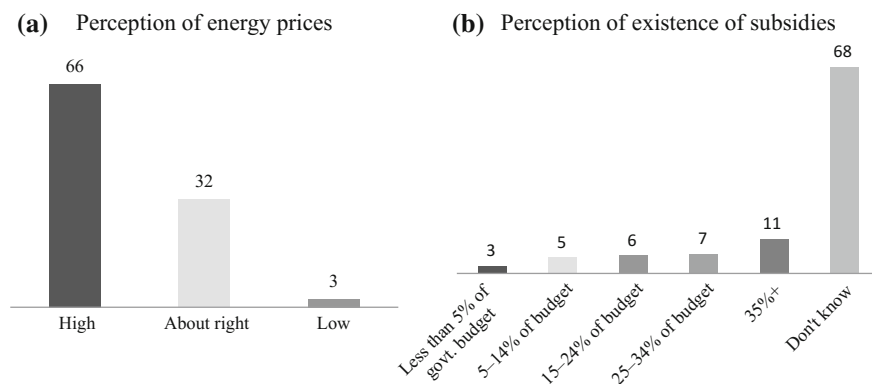 (a) Perception of energy prices
66
32
3
High
About right
Low
(b) Perception of existence of subsidies
3
5
6
7
11
68
Less than 5% of
govt. budget
5–14% of budget
15–24% of budget
25–34% of budget
35%+
Don't know